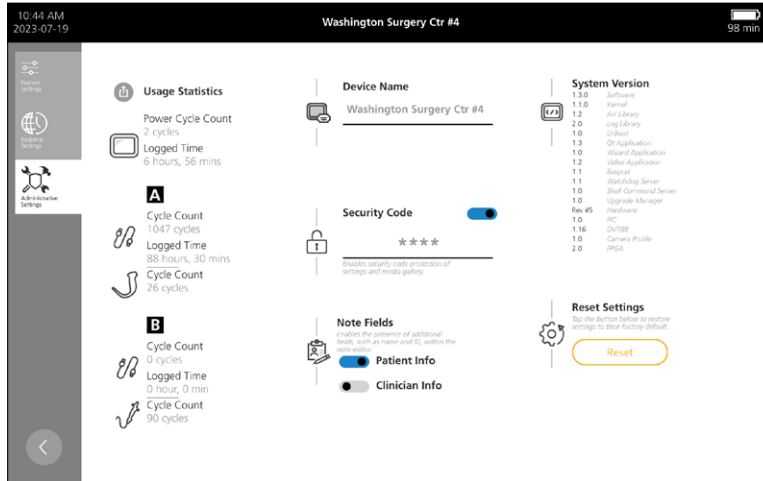 10:44 AM
2023-07-19
Washington Surgery Ctr #4
98 min
Feature
Settings
Regional
Settings
Administrative
Settings
Usage Statistics
Power Cycle Count
2 cycles
Logged Time
6 hours, 56 mins
A
Cycle Count
1047 cycles
Logged Time
88 hours, 30 mins
Cycle Count
26 cycles
B
Cycle Count
0 cycles
Logged Time
0 hour, 0 min
Cycle Count
90 cycles
Device Name
Washington Surgery Ctr #4
Security Code
****
Enables security code protection of
settings and media gallery.
Note Fields
Enables the presence of additional
fields, such as name and ID, within the
note editor.
Patient Info
Clinician Info
System Version
1.3.0 Software
1.1.0 Kernel
1.2 Avl Library
2.0 Log Library
1.0 U-Boot
1.3 Qt Application
1.0 Wizard Application
1.2 Video Application
1.1 Busycat
1.1 Watchdog Server
1.0 Shell Command Server
1.0 Upgrade Manager
Rev #5 Hardware
1.0 PIC
1.16 OV788
1.0 Camera Profile
2.0 FPGA
Reset Settings
Tap the button below to restore
settings to their factory default.
Reset